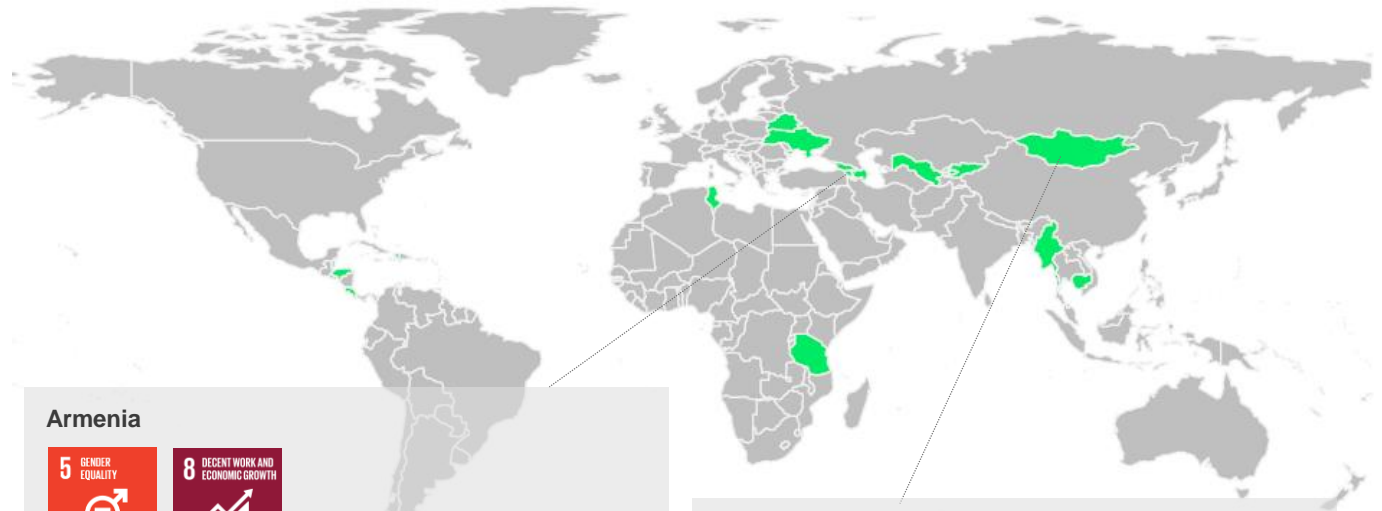 Armenia
5 GENDER
EQUALITY
8 DECENT WORK AND
ECONOMIC GROWTH